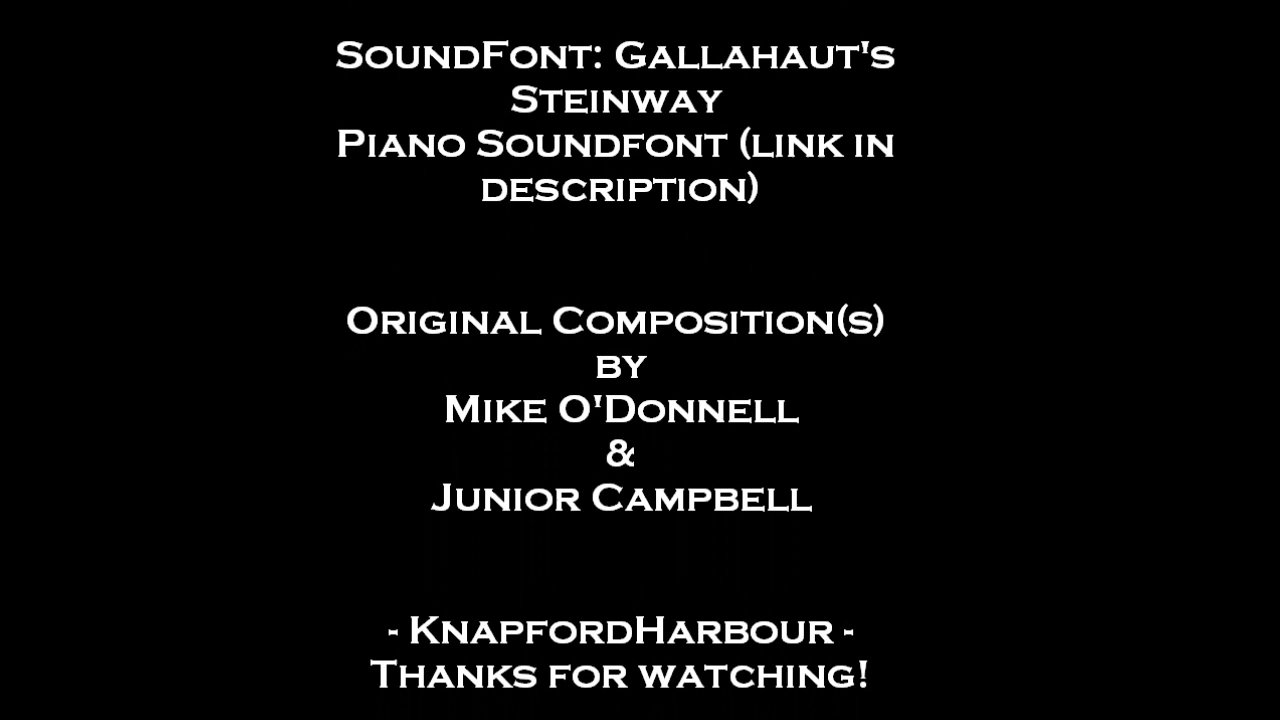 SoundFont: Gallahaut's
Steinway
Piano Soundfont (link in
description)
Original Composition(s)
by
Mike O'Donnell
&
Junior Campbell
- KnapfordHarbour -
Thanks for watching!